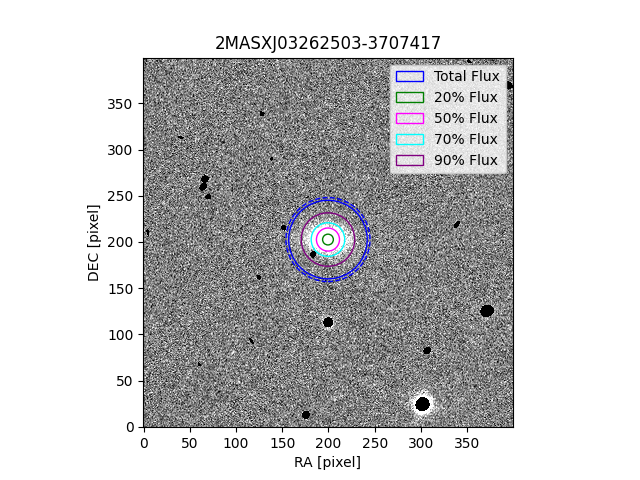 2MASXJ03262503-3707417
Total Flux
20% Flux
50% Flux
70% Flux
90% Flux
DEC [pixel]
350
300
250
200
150
100
50
0
0 50 100 150 200 250 300 350
RA [pixel]